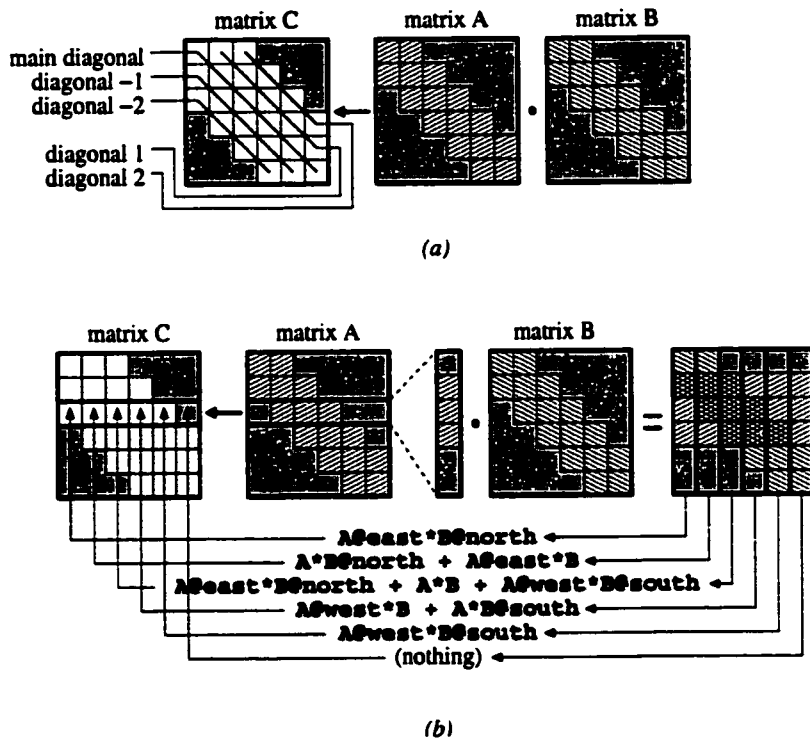 matrix C matrix A matrix B
main diagonal
diagonal −1
diagonal −2
diagonal 1
diagonal 2
(a)
matrix C matrix A matrix B
A@east*B@north
A*B@north + A@east*B
A@east*B@north + A*B + A@west*B@south
A@west*B + A*B@south
A@west*B@south
(nothing)
(b)